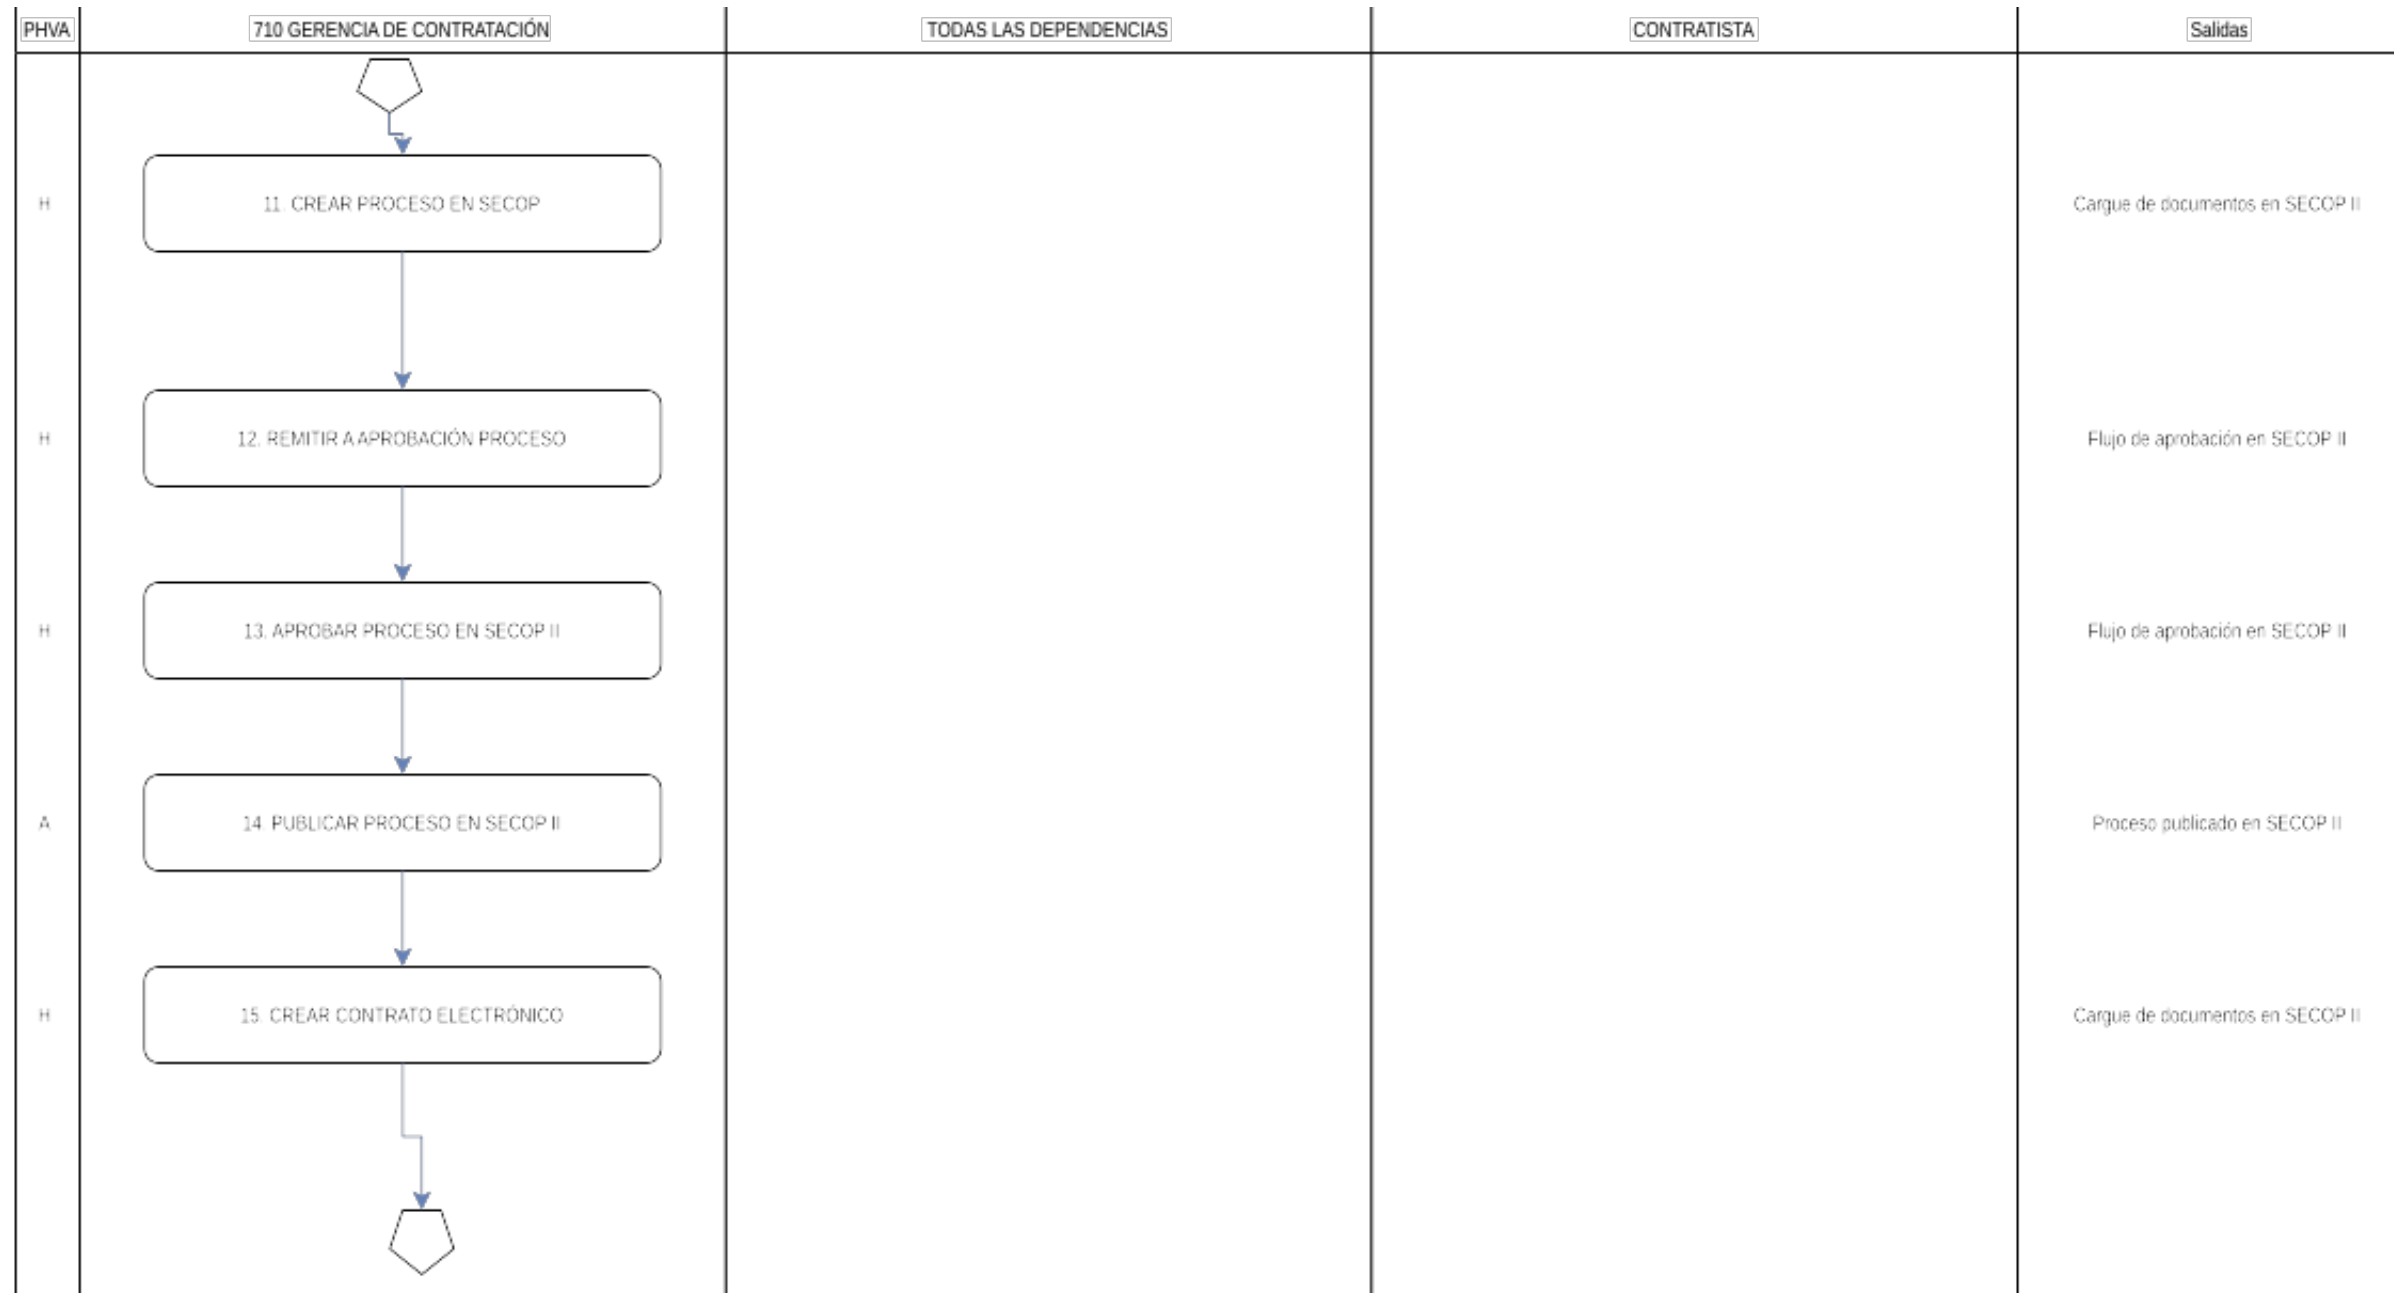 PHVA 710 GERENCIA DE CONTRATACIÓN TODAS LAS DEPENDENCIAS CONTRATISTA Salidas
H 11. CREAR PROCESO EN SECOP Cargue de documentos en SECOP II
H 12. REMITIR A APROBACIÓN PROCESO Flujo de aprobación en SECOP II
H 13. APROBAR PROCESO EN SECOP II Flujo de aprobación en SECOP II
A 14. PUBLICAR PROCESO EN SECOP II Proceso publicado en SECOP II
H 15. CREAR CONTRATO ELECTRÓNICO Cargue de documentos en SECOP II